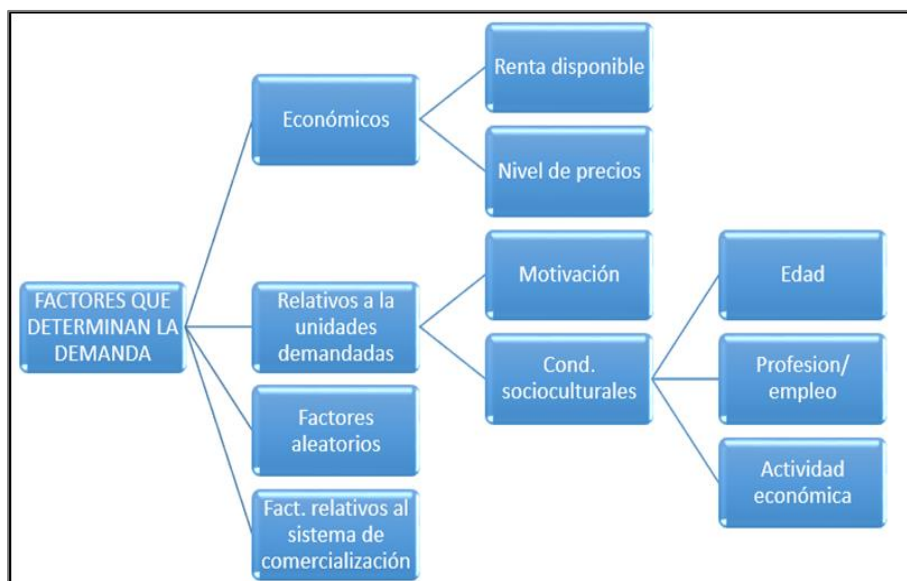 FACTORES QUE
DETERMINAN LA
DEMANDA
Económicos
Renta disponible
Nivel de precios
Relativos a la
unidades
demandadas
Motivación
Cond.
socioculturales
Edad
Profesion/
empleo
Actividad
económica
Factores
aleatorios
Fact. relativos al
sistema de
comercialización